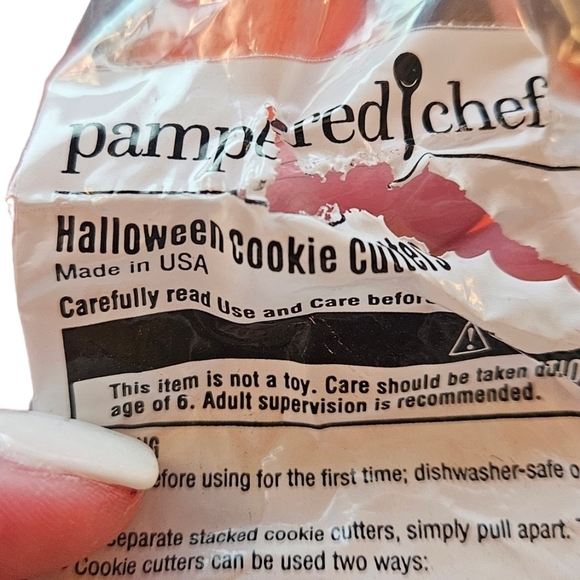 pampered chef
Halloween Cookie Cutters
Made in USA
Carefully read Use and Care before
This item is not a toy. Care should be taken
age of 6. Adult supervision is recommended.
before using for the first time; dishwasher-safe
separate stacked cookie cutters, simply pull apart.
Cookie cutters can be used two ways: